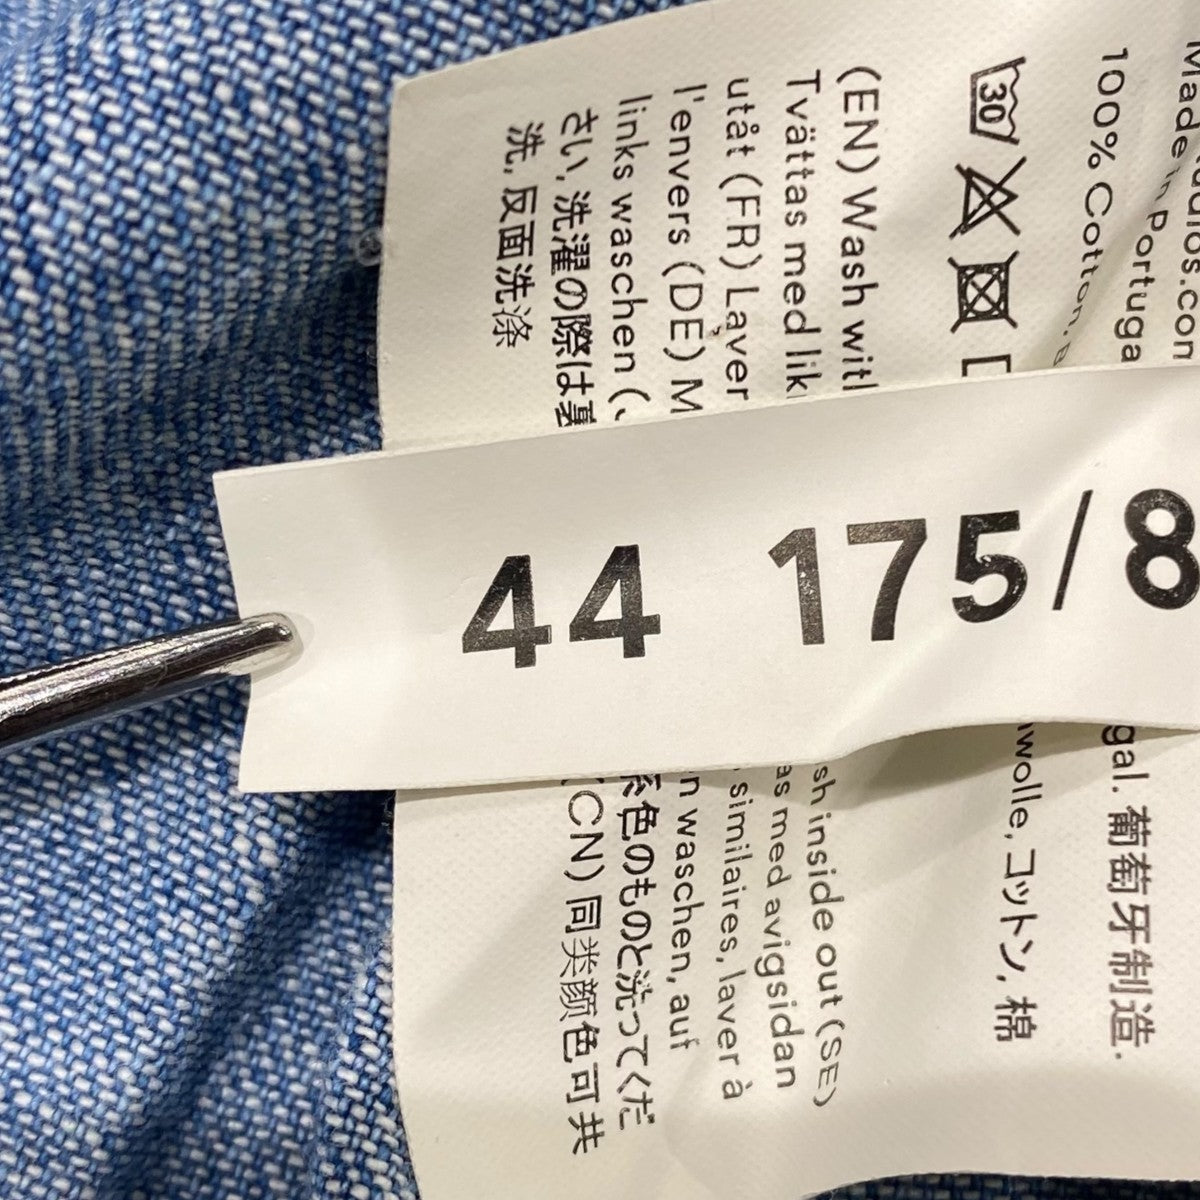 44 175/8
Made in Portuga
gal. 葡萄牙制造.
100% Cotton.
wolle, コットン, 棉
30
(EN) Wash with
sh inside out (SE)
Tvättas med lik
as med avigsidan
utåt (FR) Laver
similaires, laver à
l'envers (DE) M
n waschen, auf
links waschen (
系色のものと洗ってくだ
さい, 洗濯の際は裏
(CN) 同类颜色可共
洗, 反面洗涤